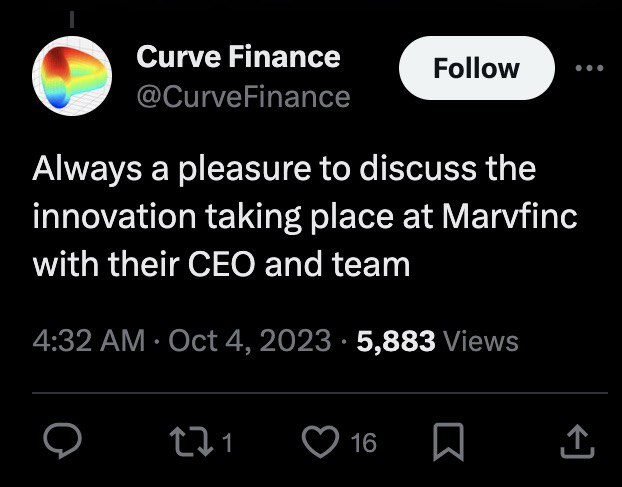 Curve Finance
@CurveFinance
Follow
Always a pleasure to discuss the
innovation taking place at Marvfinc
with their CEO and team
4:32 AM · Oct 4, 2023 · 5,883 Views
1 16